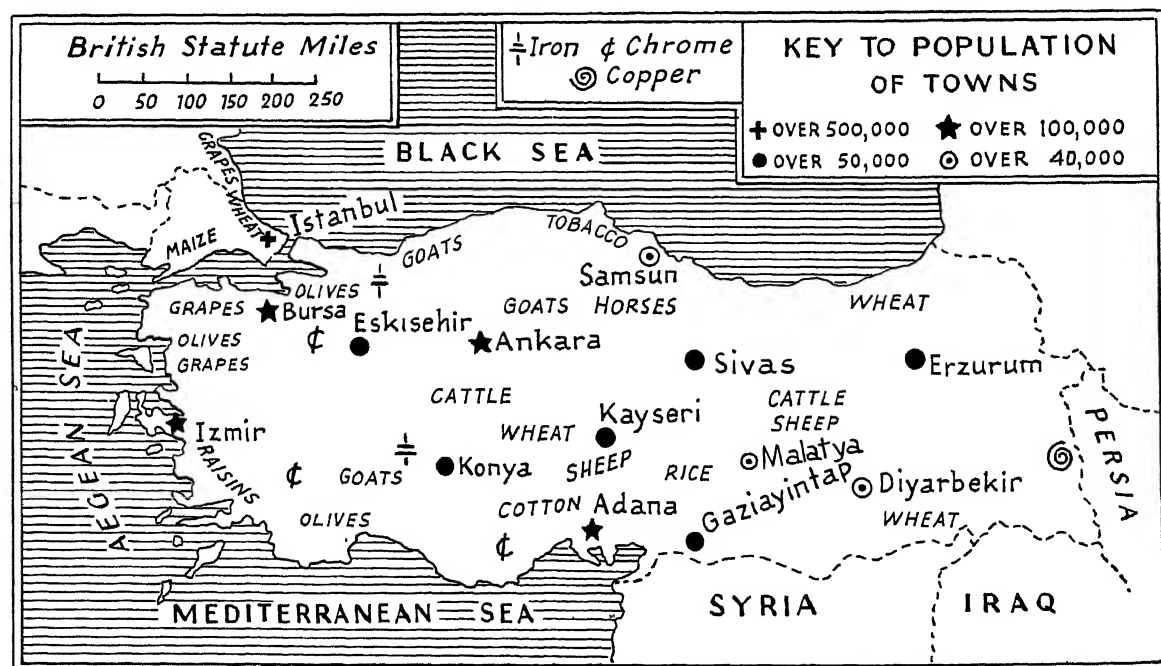 British Statute Miles
0 50 100 150 200 250
Iron ¢ Chrome
Copper
KEY TO POPULATION
OF TOWNS
+ OVER 500,000 ★ OVER 100,000
● OVER 50,000 ⊙ OVER 40,000
BLACK SEA
GRAPES
WHEAT
Istanbul
MAIZE
GOATS
TOBACCO
Samsun
OLIVES
GRAPES
Bursa
GOATS
HORSES
WHEAT
OLIVES
GRAPES
¢
Eskisehir
Ankara
Sivas
Erzurum
AEGEAN SEA
CATTLE
CATTLE
SHEEP
Izmir
WHEAT
Kayseri
PERSIA
RAISINS
¢
GOATS
Konya
SHEEP
RICE
Malatya
Diyarbekir
Gaziayintap
COTTON
Adana
WHEAT
OLIVES
¢
MEDITERRANEAN SEA
SYRIA
IRAQ